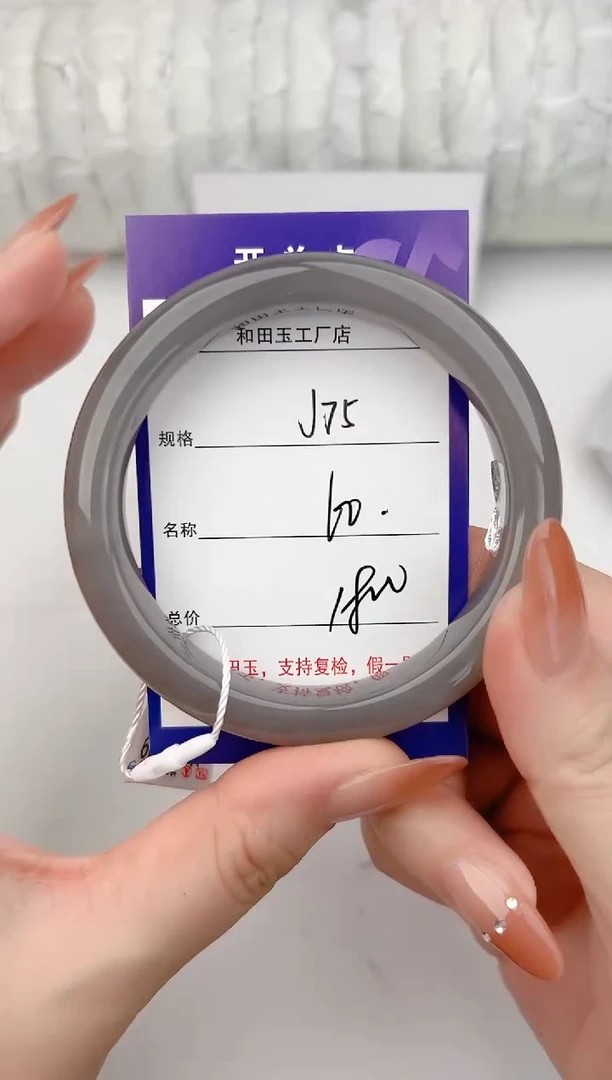 和田玉工厂店
规格 J75
名称 60.
总价 1800
田玉，支持复检，假一